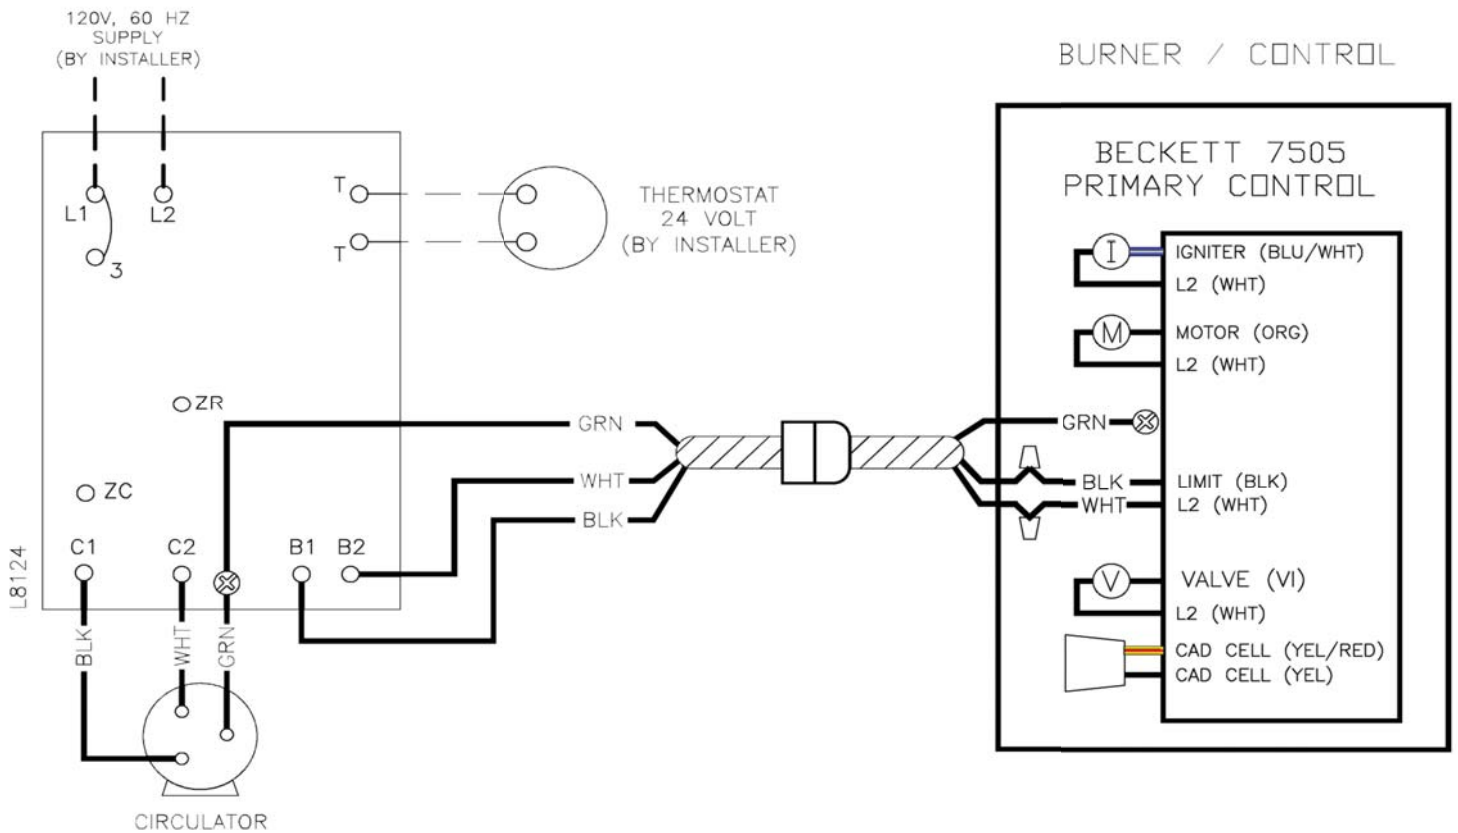 120V, 60 HZ
SUPPLY
(BY INSTALLER)
BURNER / CONTROL
BECKETT 7505
PRIMARY CONTROL
L1
L2
3
T
T
THERMOSTAT
24 VOLT
(BY INSTALLER)
I
IGNITER (BLU/WHT)
L2 (WHT)
M
MOTOR (ORG)
L2 (WHT)
ZR
GRN
GRN
ZC
WHT
BLK
BLK
LIMIT (BLK)
WHT
L2 (WHT)
C1
C2
B1
B2
L8124
V
VALVE (VI)
L2 (WHT)
BLK
WHT
GRN
CAD CELL (YEL/RED)
CAD CELL (YEL)
CIRCULATOR